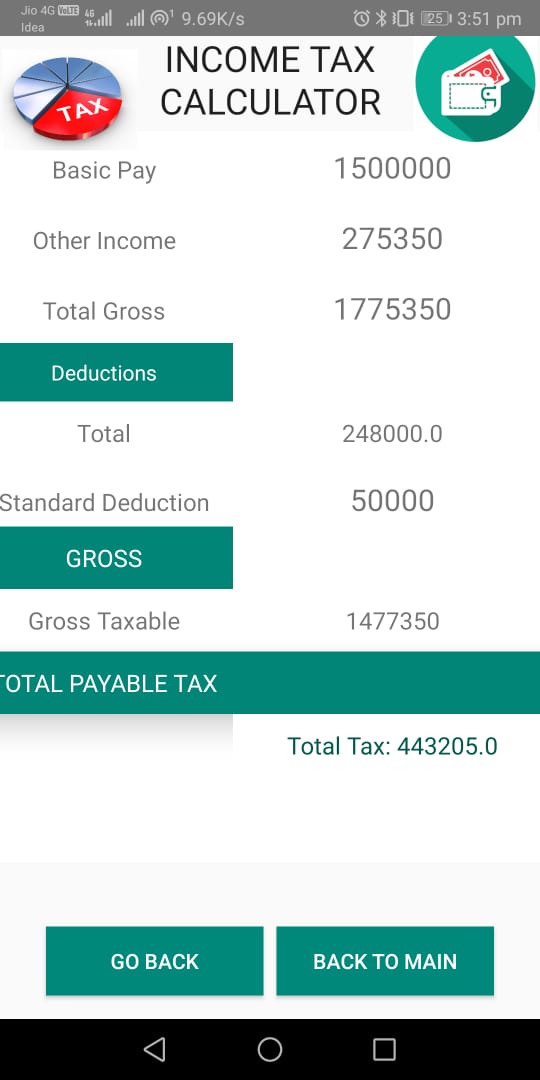 Jio 4G VoLTE 4G 1 9.69K/s 25 3:51 pm
Idea
INCOME TAX
CALCULATOR
TAX
Basic Pay 1500000
Other Income 275350
Total Gross 1775350
Deductions
Total 248000.0
Standard Deduction 50000
GROSS
Gross Taxable 1477350
TOTAL PAYABLE TAX
Total Tax: 443205.0
GO BACK BACK TO MAIN